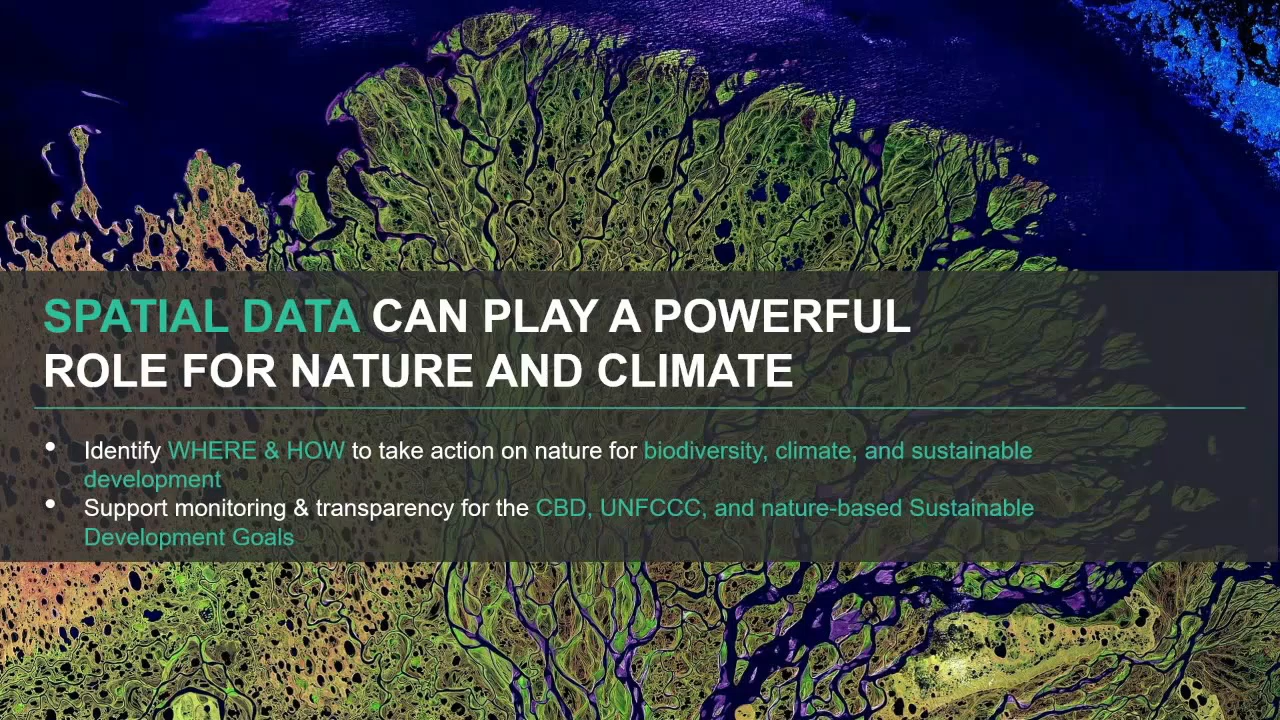 SPATIAL DATA CAN PLAY A POWERFUL
ROLE FOR NATURE AND CLIMATE
• Identify WHERE & HOW to take action on nature for biodiversity, climate, and sustainable
development
• Support monitoring & transparency for the CBD, UNFCCC, and nature-based Sustainable
Development Goals